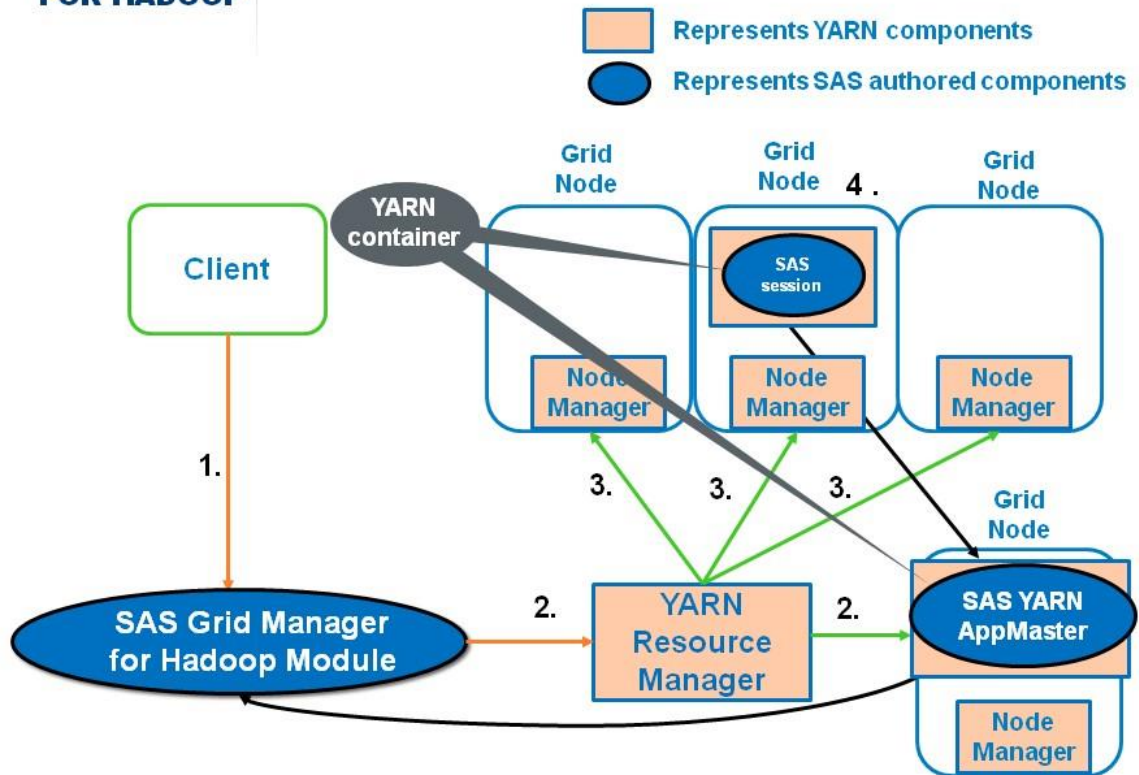 FOR HADOOP
Represents YARN components
Represents SAS authored components
Grid
Node
Grid
Node
4 .
Grid
Node
YARN
container
Client
SAS
session
Node
Manager
Node
Manager
Node
Manager
1.
3.
3.
3.
Grid
Node
SAS Grid Manager
for Hadoop Module
2.
YARN
Resource
Manager
2.
SAS YARN
AppMaster
Node
Manager